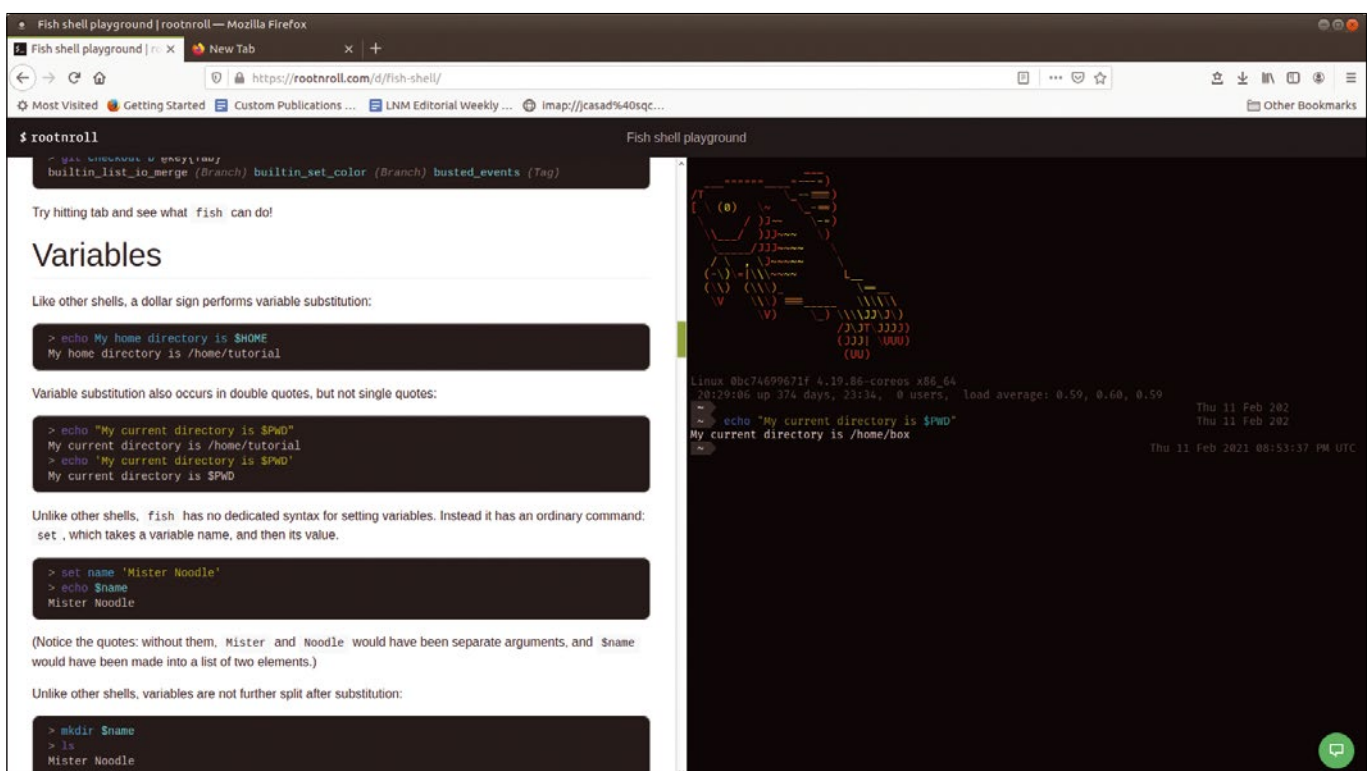 Fish shell playground | rootnroll — Mozilla Firefox
Fish shell playground | ro
New Tab
https://rootnroll.com/d/fish-shell/
Most Visited Getting Started Custom Publications ... LNM Editorial Weekly ... imap://jcasad%40sqc...
Other Bookmarks
$ rootnroll
Fish shell playground
> git checkout b @key{Tab}
builtin_list_io_merge (Branch) builtin_set_color (Branch) busted_events (Tag)
Try hitting tab and see what fish can do!
Variables
Like other shells, a dollar sign performs variable substitution:
> echo My home directory is $HOME
My home directory is /home/tutorial
Variable substitution also occurs in double quotes, but not single quotes:
> echo "My current directory is $PWD"
My current directory is /home/tutorial
> echo 'My current directory is $PWD'
My current directory is $PWD
Unlike other shells, fish has no dedicated syntax for setting variables. Instead it has an ordinary command:
set , which takes a variable name, and then its value.
> set name 'Mister Noodle'
> echo $name
Mister Noodle
(Notice the quotes: without them, Mister and Noodle would have been separate arguments, and $name
would have been made into a list of two elements.)
Unlike other shells, variables are not further split after substitution:
> mkdir $name
> ls
Mister Noodle
Linux 0bc74699671f 4.19.86-coreos x86_64
20:29:06 up 374 days, 23:34, 0 users, load average: 0.59, 0.60, 0.59
~ Thu 11 Feb 202
~ echo "My current directory is $PWD" Thu 11 Feb 202
My current directory is /home/box
~ Thu 11 Feb 2021 08:53:37 PM UTC